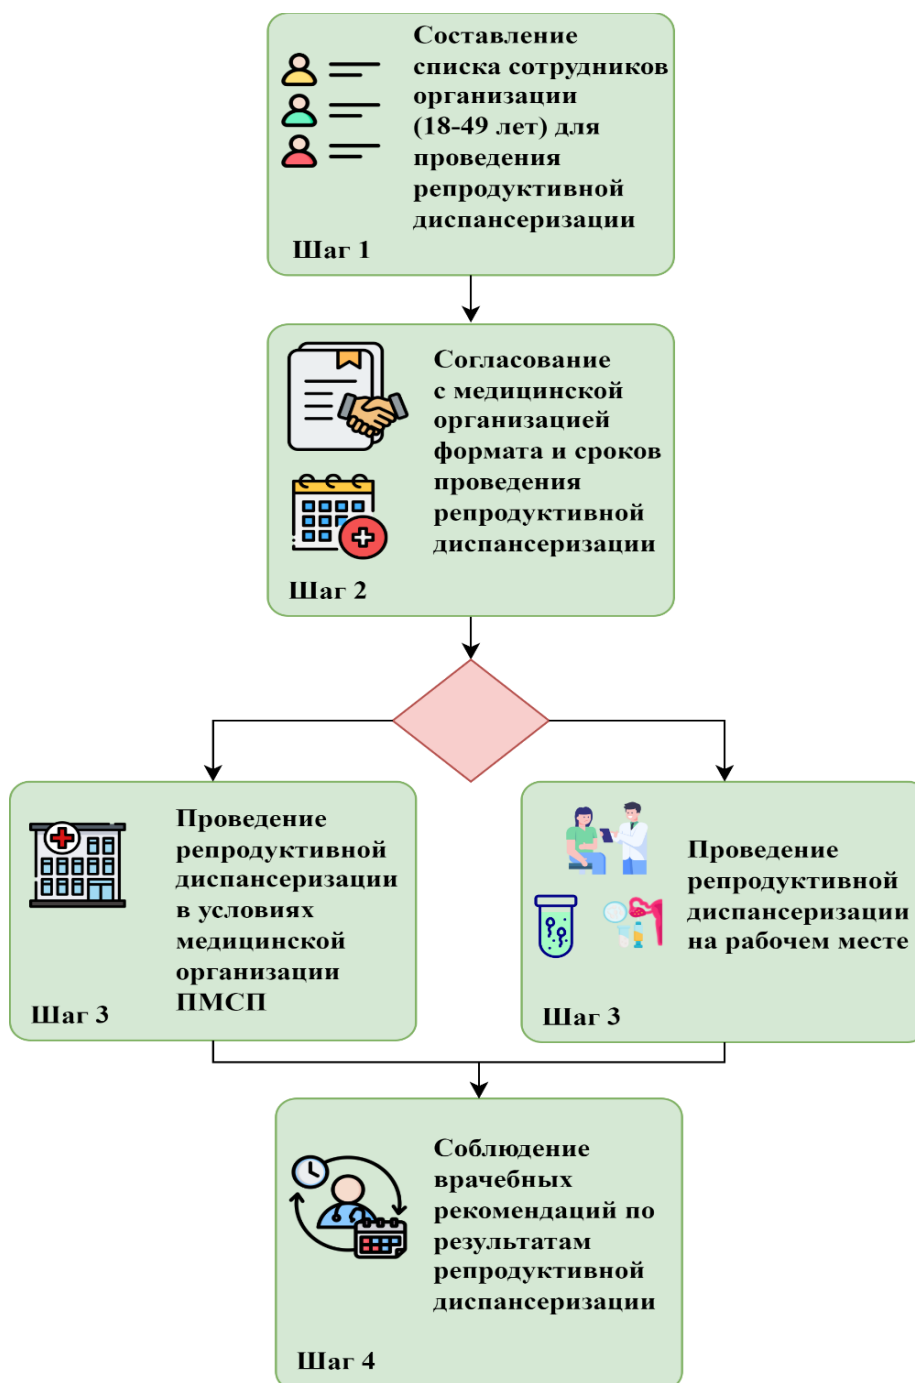 Составление
списка сотрудников
организации
(18-49 лет) для
проведения
репродуктивной
диспансеризации
Шаг 1
Согласование
с медицинской
организацией
формата и сроков
проведения
репродуктивной
диспансеризации
Шаг 2
Проведение
репродуктивной
диспансеризации
в условиях
медицинской
организации
ПМСП
Шаг 3
Проведение
репродуктивной
диспансеризации
на рабочем месте
Шаг 3
Соблюдение
врачебных
рекомендаций по
результатам
репродуктивной
диспансеризации
Шаг 4